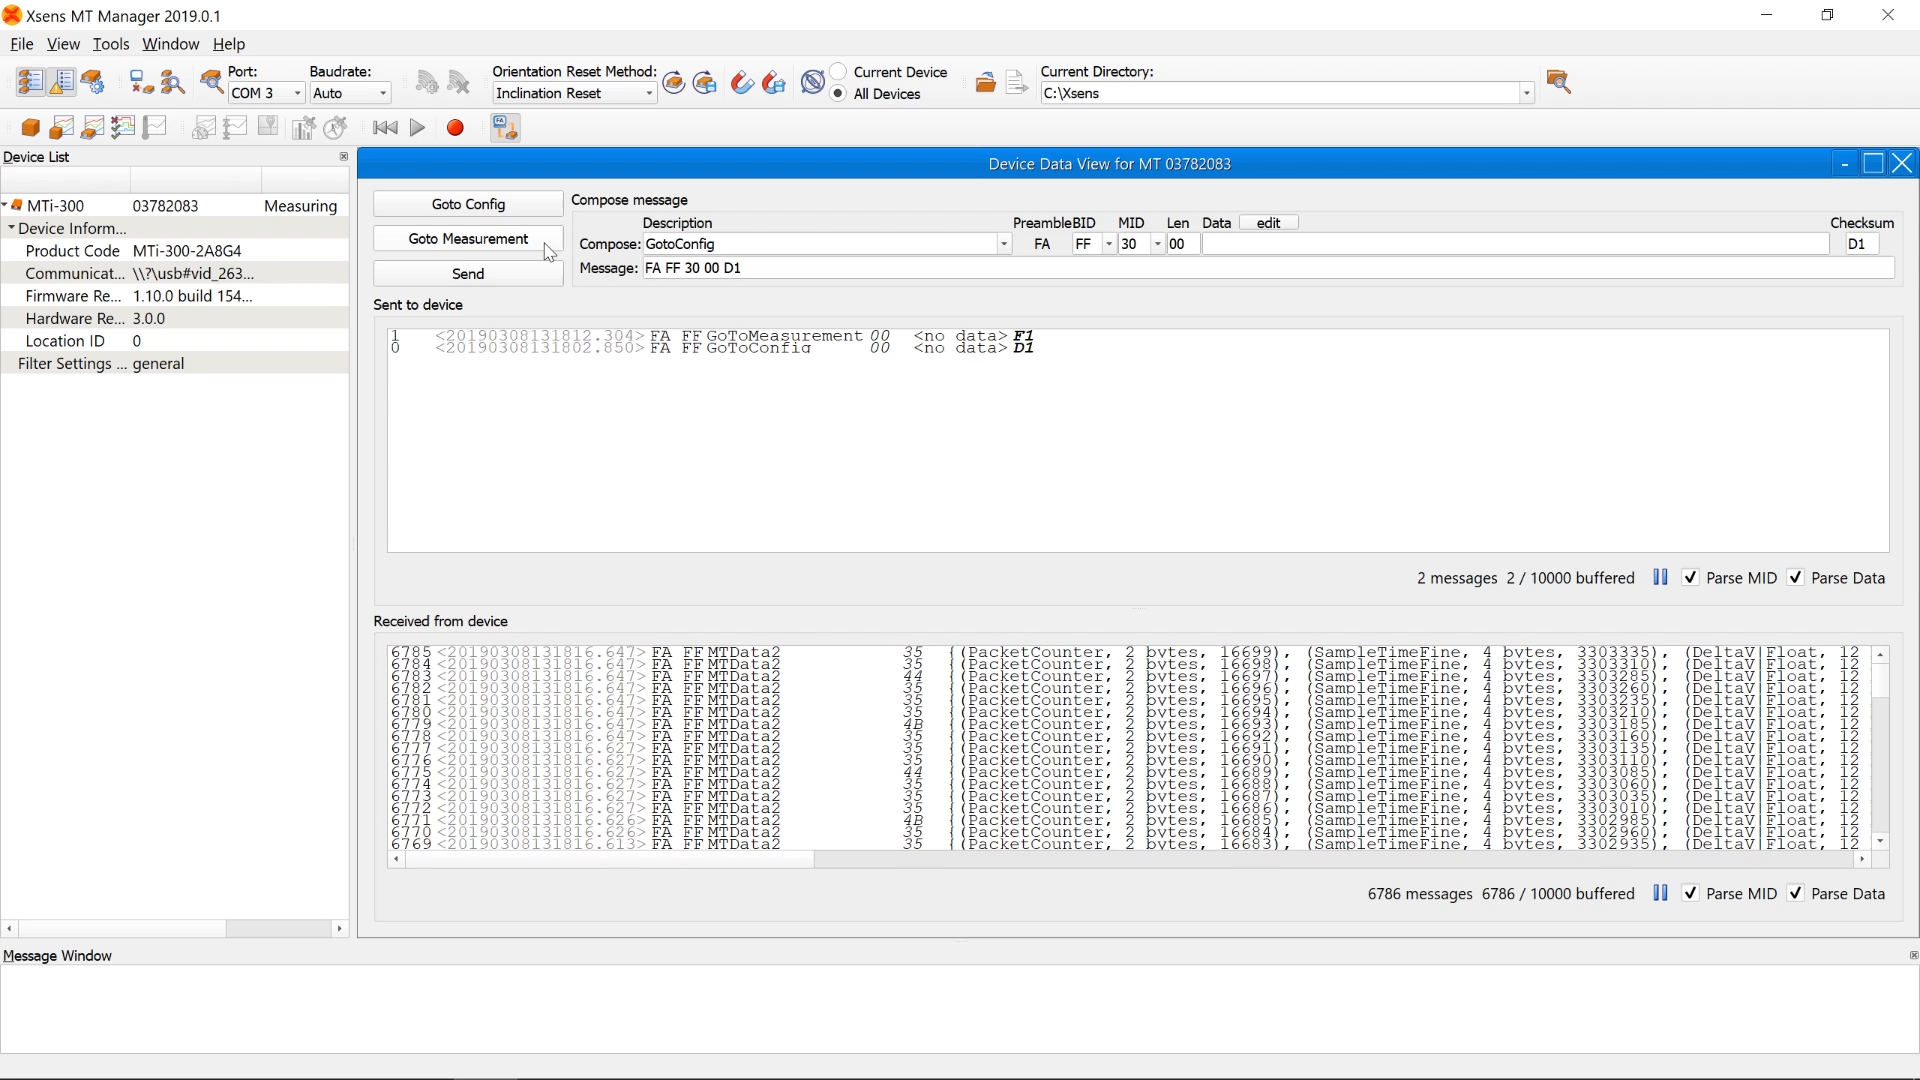 Xsens MT Manager 2019.0.1
File View Tools Window Help
Port: Baudrate: Orientation Reset Method: Current Device Current Directory:
COM 3 Auto Inclination Reset All Devices C:\Xsens
Device List
Device Data View for MT 03782083
MTi-300 03782083 Measuring
Device Inform...
Product Code MTi-300-2A8G4
Communicat... \\?\usb#vid_263...
Firmware Re... 1.10.0 build 154...
Hardware Re... 3.0.0
Location ID 0
Filter Settings ... general
Goto Config
Goto Measurement
Send
Compose message
Description Preamble BID MID Len Data edit Checksum
Compose: GotoConfig FA FF 30 00 D1
Message: FA FF 30 00 D1
Sent to device
1 <20190308131812.304> FA FF GoToMeasurement 00 <no data> F1
0 <20190308131802.850> FA FF GoToConfig 00 <no data> D1
2 messages 2 / 10000 buffered Parse MID Parse Data
Received from device
6785 <20190308131816.647> FA FF MTData2 35 {(PacketCounter, 2 bytes, 16699), (SampleTimeFine, 4 bytes, 3303335), (DeltaV|Float, 12
6784 <20190308131816.647> FA FF MTData2 35 {(PacketCounter, 2 bytes, 16698), (SampleTimeFine, 4 bytes, 3303310), (DeltaV|Float, 12
6783 <20190308131816.647> FA FF MTData2 44 {(PacketCounter, 2 bytes, 16697), (SampleTimeFine, 4 bytes, 3303285), (DeltaV|Float, 12
6782 <20190308131816.647> FA FF MTData2 35 {(PacketCounter, 2 bytes, 16696), (SampleTimeFine, 4 bytes, 3303260), (DeltaV|Float, 12
6781 <20190308131816.647> FA FF MTData2 35 {(PacketCounter, 2 bytes, 16695), (SampleTimeFine, 4 bytes, 3303235), (DeltaV|Float, 12
6780 <20190308131816.647> FA FF MTData2 35 {(PacketCounter, 2 bytes, 16694), (SampleTimeFine, 4 bytes, 3303210), (DeltaV|Float, 12
6779 <20190308131816.647> FA FF MTData2 4B {(PacketCounter, 2 bytes, 16693), (SampleTimeFine, 4 bytes, 3303185), (DeltaV|Float, 12
6778 <20190308131816.647> FA FF MTData2 35 {(PacketCounter, 2 bytes, 16692), (SampleTimeFine, 4 bytes, 3303160), (DeltaV|Float, 12
6777 <20190308131816.627> FA FF MTData2 35 {(PacketCounter, 2 bytes, 16691), (SampleTimeFine, 4 bytes, 3303135), (DeltaV|Float, 12
6776 <20190308131816.627> FA FF MTData2 35 {(PacketCounter, 2 bytes, 16690), (SampleTimeFine, 4 bytes, 3303110), (DeltaV|Float, 12
6775 <20190308131816.627> FA FF MTData2 44 {(PacketCounter, 2 bytes, 16689), (SampleTimeFine, 4 bytes, 3303085), (DeltaV|Float, 12
6774 <20190308131816.627> FA FF MTData2 35 {(PacketCounter, 2 bytes, 16688), (SampleTimeFine, 4 bytes, 3303060), (DeltaV|Float, 12
6773 <20190308131816.627> FA FF MTData2 35 {(PacketCounter, 2 bytes, 16687), (SampleTimeFine, 4 bytes, 3303035), (DeltaV|Float, 12
6772 <20190308131816.627> FA FF MTData2 35 {(PacketCounter, 2 bytes, 16686), (SampleTimeFine, 4 bytes, 3303010), (DeltaV|Float, 12
6771 <20190308131816.626> FA FF MTData2 4B {(PacketCounter, 2 bytes, 16685), (SampleTimeFine, 4 bytes, 3302985), (DeltaV|Float, 12
6770 <20190308131816.626> FA FF MTData2 35 {(PacketCounter, 2 bytes, 16684), (SampleTimeFine, 4 bytes, 3302960), (DeltaV|Float, 12
6769 <20190308131816.613> FA FF MTData2 35 {(PacketCounter, 2 bytes, 16683), (SampleTimeFine, 4 bytes, 3302935), (DeltaV|Float, 12
6786 messages 6786 / 10000 buffered Parse MID Parse Data
Message Window